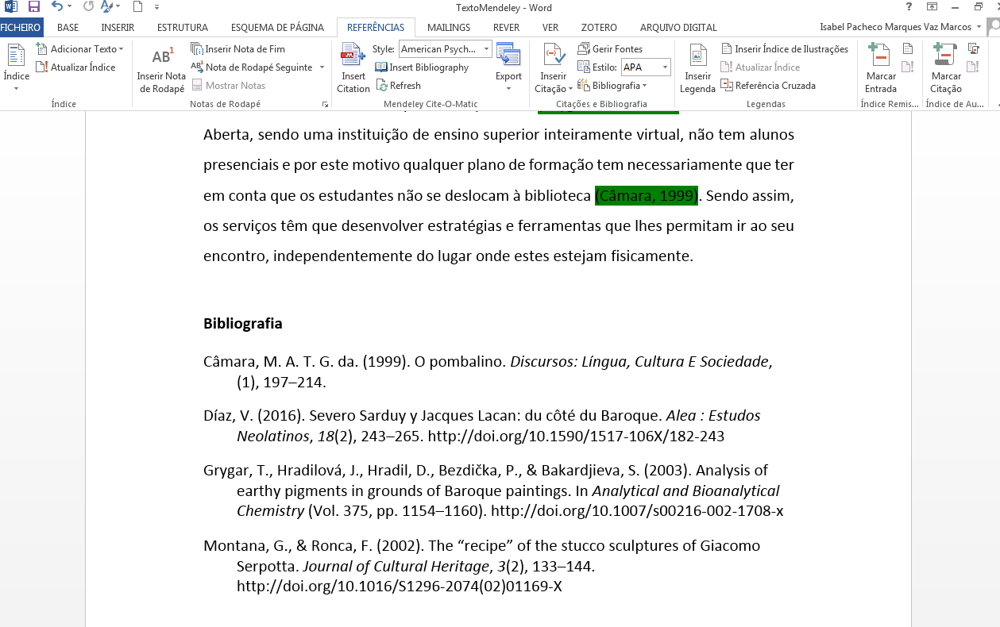 TextoMendeley - Word
FICHEIRO BASE INSERIR ESTRUTURA ESQUEMA DE PÁGINA REFERÊNCIAS MAILINGS REVER VER ZOTERO ARQUIVO DIGITAL Isabel Pacheco Marques Vaz Marcos
Índice
Adicionar Texto
Atualizar Índice
Índice
AB1
Inserir Nota
de Rodapé
Inserir Nota de Fim
Nota de Rodapé Seguinte
Mostrar Notas
Notas de Rodapé
Insert
Citation
Style: American Psych...
Insert Bibliography
Refresh
Export
Mendeley Cite-O-Matic
Inserir
Citação
Gerir Fontes
Estilo: APA
Bibliografia
Citações e Bibliografia
Inserir
Legenda
Inserir Índice de Ilustrações
Atualizar Índice
Referência Cruzada
Legendas
Marcar
Entrada
Índice Remis...
Marcar
Citação
Índice de Au...
Aberta, sendo uma instituição de ensino superior inteiramente virtual, não tem alunos
presenciais e por este motivo qualquer plano de formação tem necessariamente que ter
em conta que os estudantes não se deslocam à biblioteca (Câmara, 1999). Sendo assim,
os serviços têm que desenvolver estratégias e ferramentas que lhes permitam ir ao seu
encontro, independentemente do lugar onde estes estejam fisicamente.
Bibliografia
Câmara, M. A. T. G. da. (1999). O pombalino. Discursos: Língua, Cultura E Sociedade,
(1), 197–214.
Díaz, V. (2016). Severo Sarduy y Jacques Lacan: du côté du Baroque. Alea : Estudos
Neolatinos, 18(2), 243–265. http://doi.org/10.1590/1517-106X/182-243
Grygar, T., Hradilová, J., Hradil, D., Bezdička, P., & Bakardjieva, S. (2003). Analysis of
earthy pigments in grounds of Baroque paintings. In Analytical and Bioanalytical
Chemistry (Vol. 375, pp. 1154–1160). http://doi.org/10.1007/s00216-002-1708-x
Montana, G., & Ronca, F. (2002). The “recipe” of the stucco sculptures of Giacomo
Serpotta. Journal of Cultural Heritage, 3(2), 133–144.
http://doi.org/10.1016/S1296-2074(02)01169-X